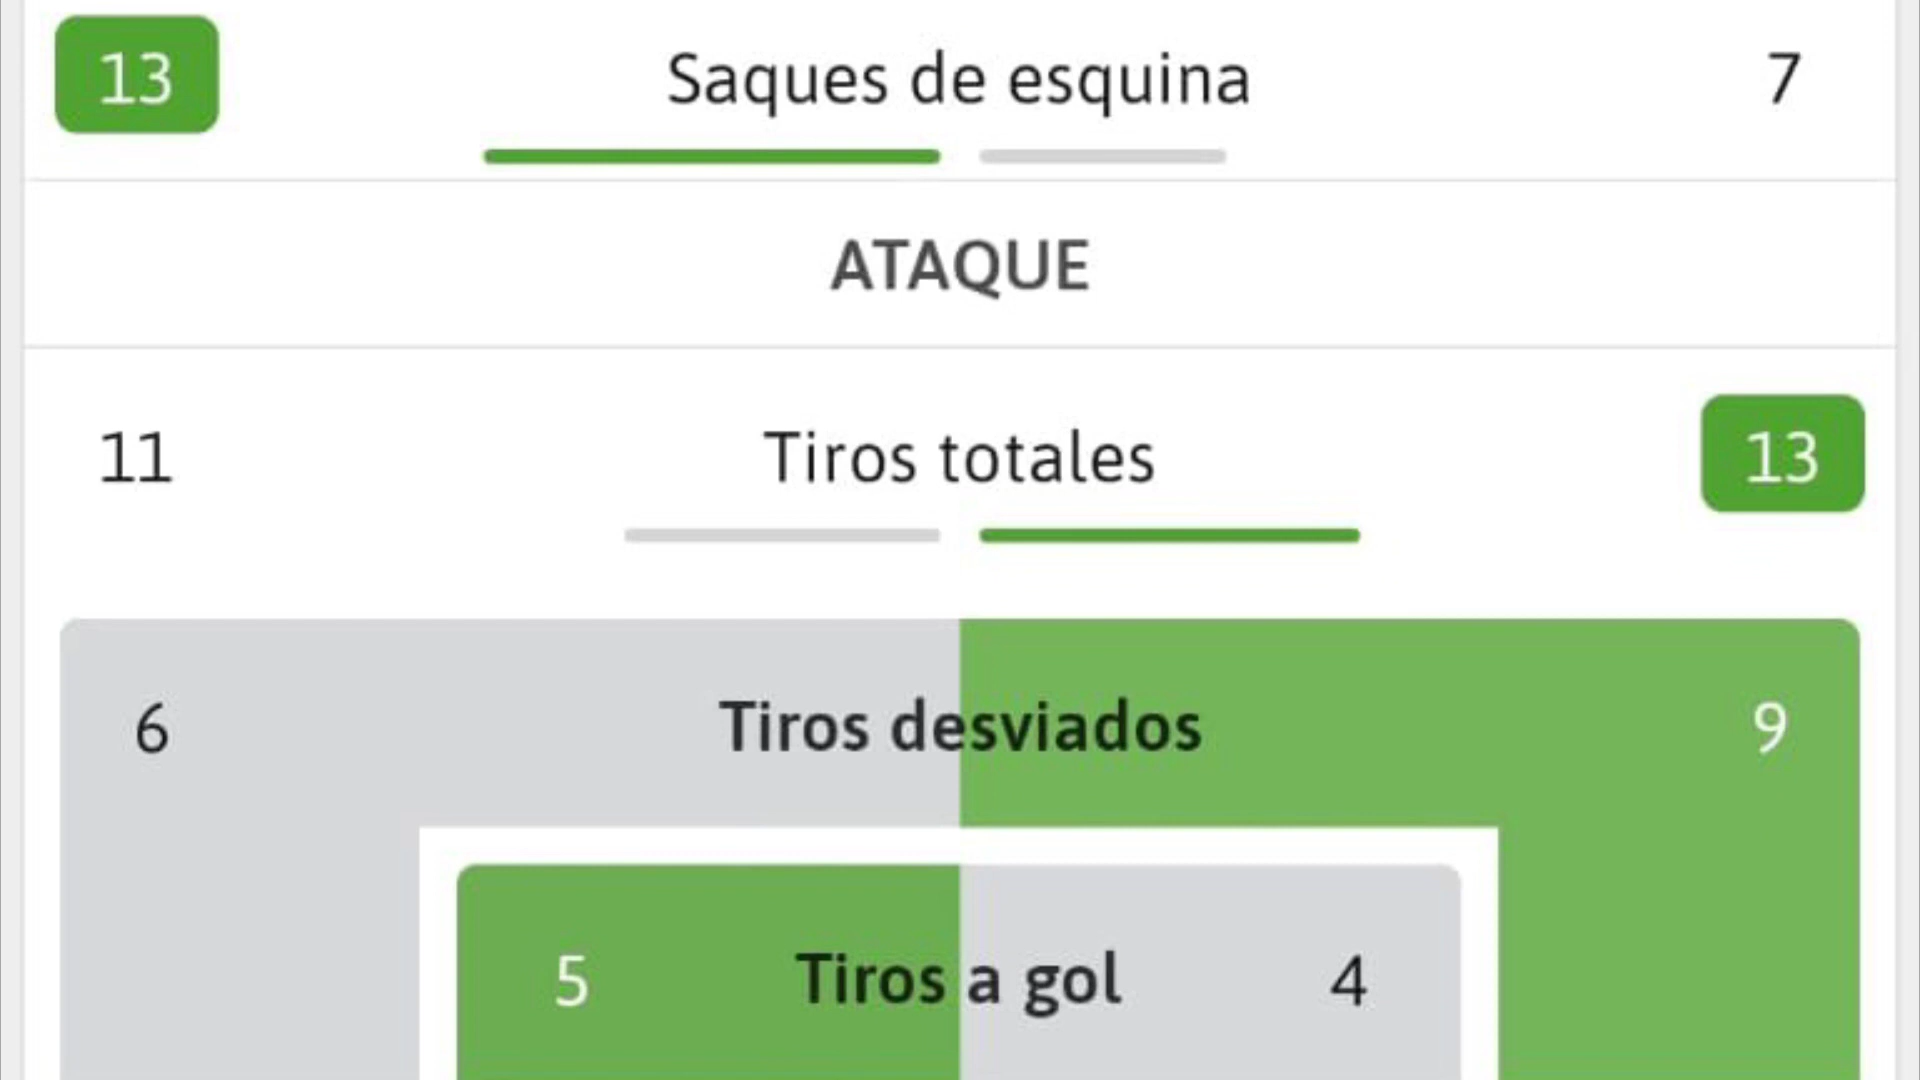 13 Saques de esquina 7
ATAQUE
11 Tiros totales 13
6 Tiros desviados 9
5 Tiros a gol 4